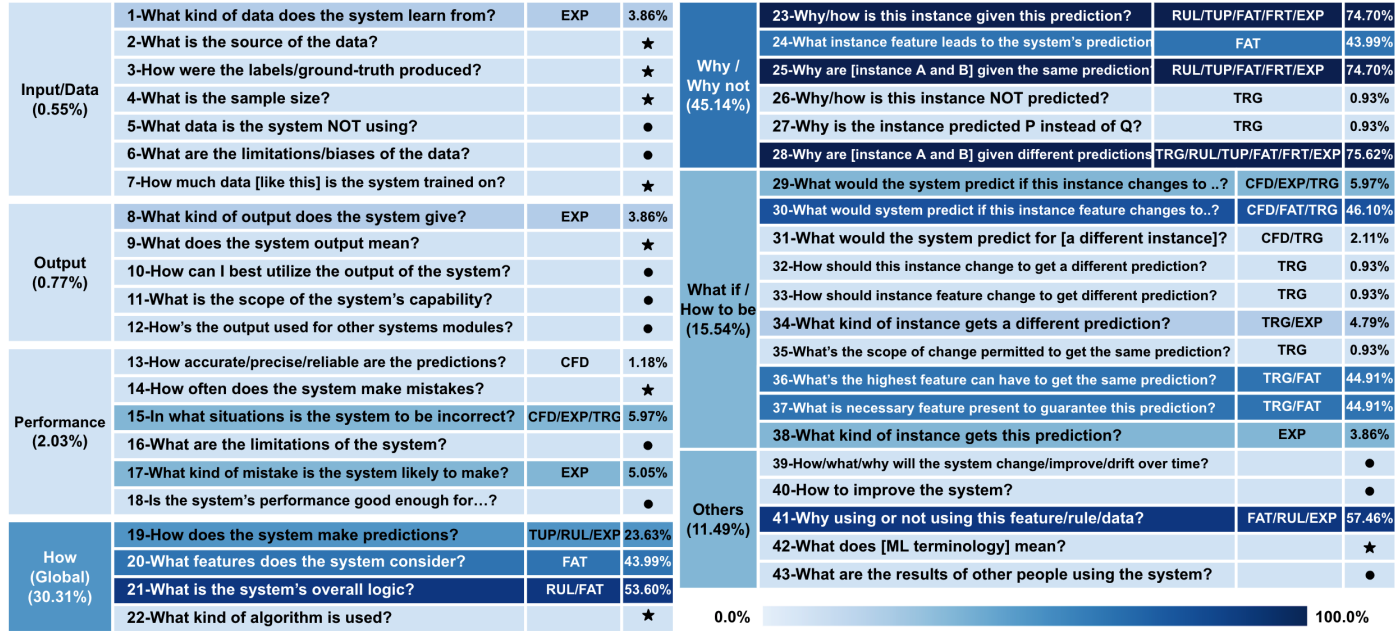 Input/Data
(0.55%)
1-What kind of data does the system learn from? EXP 3.86%
2-What is the source of the data? ★
3-How were the labels/ground-truth produced? ★
4-What is the sample size? ★
5-What data is the system NOT using? ●
6-What are the limitations/biases of the data? ●
7-How much data [like this] is the system trained on? ★
Output
(0.77%)
8-What kind of output does the system give? EXP 3.86%
9-What does the system output mean? ★
10-How can I best utilize the output of the system? ●
11-What is the scope of the system's capability? ●
12-How's the output used for other systems modules? ●
Performance
(2.03%)
13-How accurate/precise/reliable are the predictions? CFD 1.18%
14-How often does the system make mistakes? ★
15-In what situations is the system to be incorrect? CFD/EXP/TRG 5.97%
16-What are the limitations of the system? ●
17-What kind of mistake is the system likely to make? EXP 5.05%
18-Is the system's performance good enough for…? ●
How
(Global)
(30.31%)
19-How does the system make predictions? TUP/RUL/EXP 23.63%
20-What features does the system consider? FAT 43.99%
21-What is the system's overall logic? RUL/FAT 53.60%
22-What kind of algorithm is used? ★
Why /
Why not
(45.14%)
23-Why/how is this instance given this prediction? RUL/TUP/FAT/FRT/EXP 74.70%
24-What instance feature leads to the system's prediction FAT 43.99%
25-Why are [instance A and B] given the same prediction? RUL/TUP/FAT/FRT/EXP 74.70%
26-Why/how is this instance NOT predicted? TRG 0.93%
27-Why is the instance predicted P instead of Q? TRG 0.93%
28-Why are [instance A and B] given different predictions TRG/RUL/TUP/FAT/FRT/EXP 75.62%
What if /
How to be
(15.54%)
29-What would the system predict if this instance changes to ..? CFD/EXP/TRG 5.97%
30-What would system predict if this instance feature changes to..? CFD/FAT/TRG 46.10%
31-What would the system predict for [a different instance]? CFD/TRG 2.11%
32-How should this instance change to get a different prediction? TRG 0.93%
33-How should instance feature change to get different prediction? TRG 0.93%
34-What kind of instance gets a different prediction? TRG/EXP 4.79%
35-What's the scope of change permitted to get the same prediction? TRG 0.93%
36-What's the highest feature can have to get the same prediction? TRG/FAT 44.91%
37-What is necessary feature present to guarantee this prediction? TRG/FAT 44.91%
38-What kind of instance gets this prediction? EXP 3.86%
Others
(11.49%)
39-How/what/why will the system change/improve/drift over time? ●
40-How to improve the system? ●
41-Why using or not using this feature/rule/data? FAT/RUL/EXP 57.46%
42-What does [ML terminology] mean? ★
43-What are the results of other people using the system? ●
0.0% 100.0%